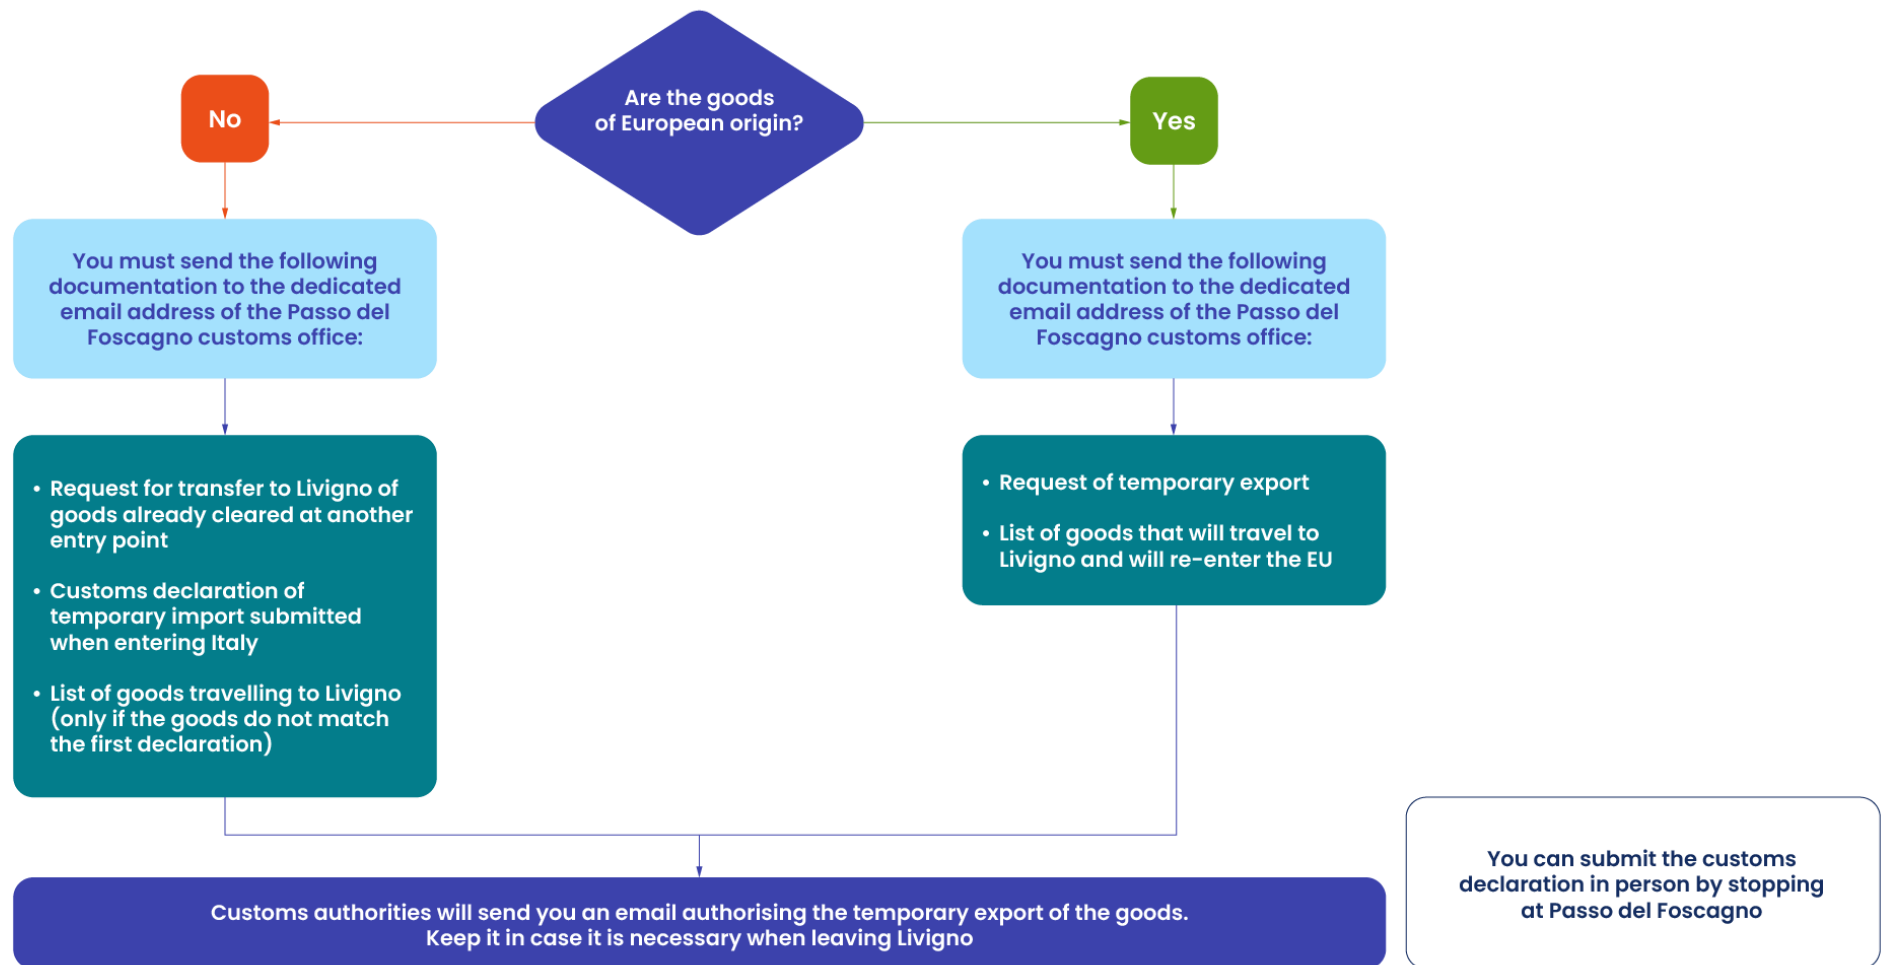 Are the goods
of European origin?
No
Yes
You must send the following
documentation to the dedicated
email address of the Passo del
Foscagno customs office:
You must send the following
documentation to the dedicated
email address of the Passo del
Foscagno customs office:
• Request for transfer to Livigno of
goods already cleared at another
entry point
• Customs declaration of
temporary import submitted
when entering Italy
• List of goods travelling to Livigno
(only if the goods do not match
the first declaration)
• Request of temporary export
• List of goods that will travel to
Livigno and will re-enter the EU
Customs authorities will send you an email authorising the temporary export of the goods.
Keep it in case it is necessary when leaving Livigno
You can submit the customs
declaration in person by stopping
at Passo del Foscagno